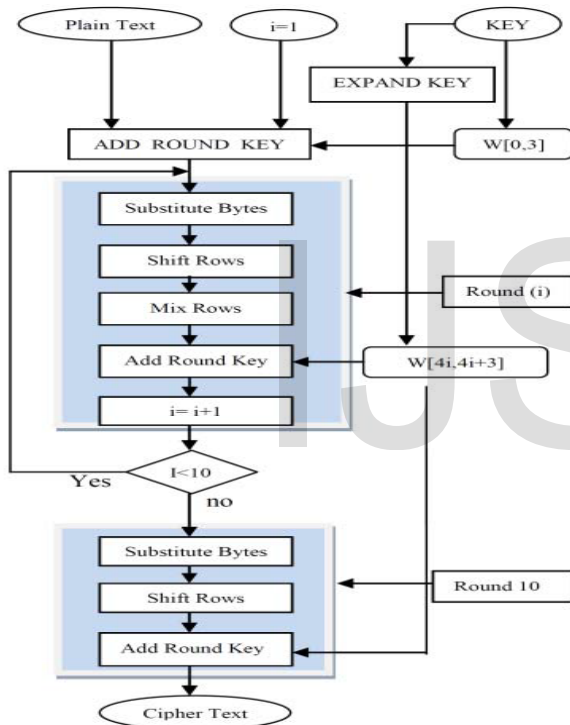 Plain Text
i=1
KEY
EXPAND KEY
ADD ROUND KEY
W[0,3]
Substitute Bytes
Shift Rows
Round (i)
Mix Rows
Add Round Key
W[4i,4i+3]
i= i+1
I<10
Yes
no
Substitute Bytes
Shift Rows
Round 10
Add Round Key
Cipher Text
IJS